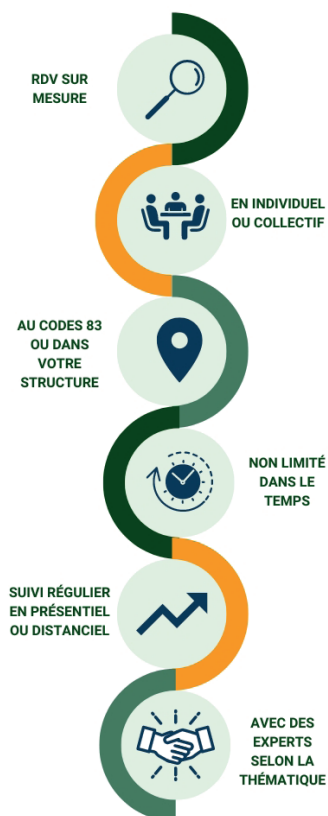 RDV SUR
MESURE
EN INDIVIDUEL
OU COLLECTIF
AU CODES 83
OU DANS
VOTRE
STRUCTURE
NON LIMITÉ
DANS LE
TEMPS
SUIVI RÉGULIER
EN PRÉSENTIEL
OU DISTANCIEL
AVEC DES
EXPERTS
SELON LA
THÉMATIQUE